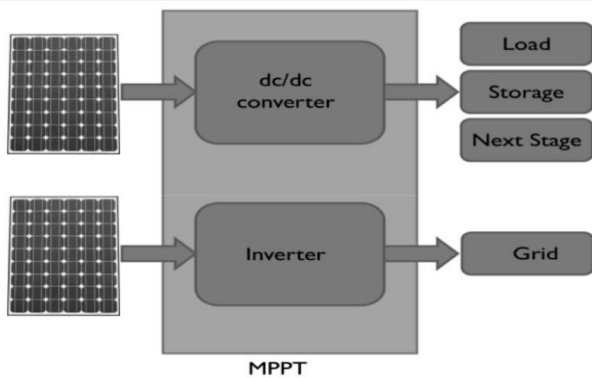 dc/dc
converter
Load
Storage
Next Stage
Inverter
Grid
MPPT